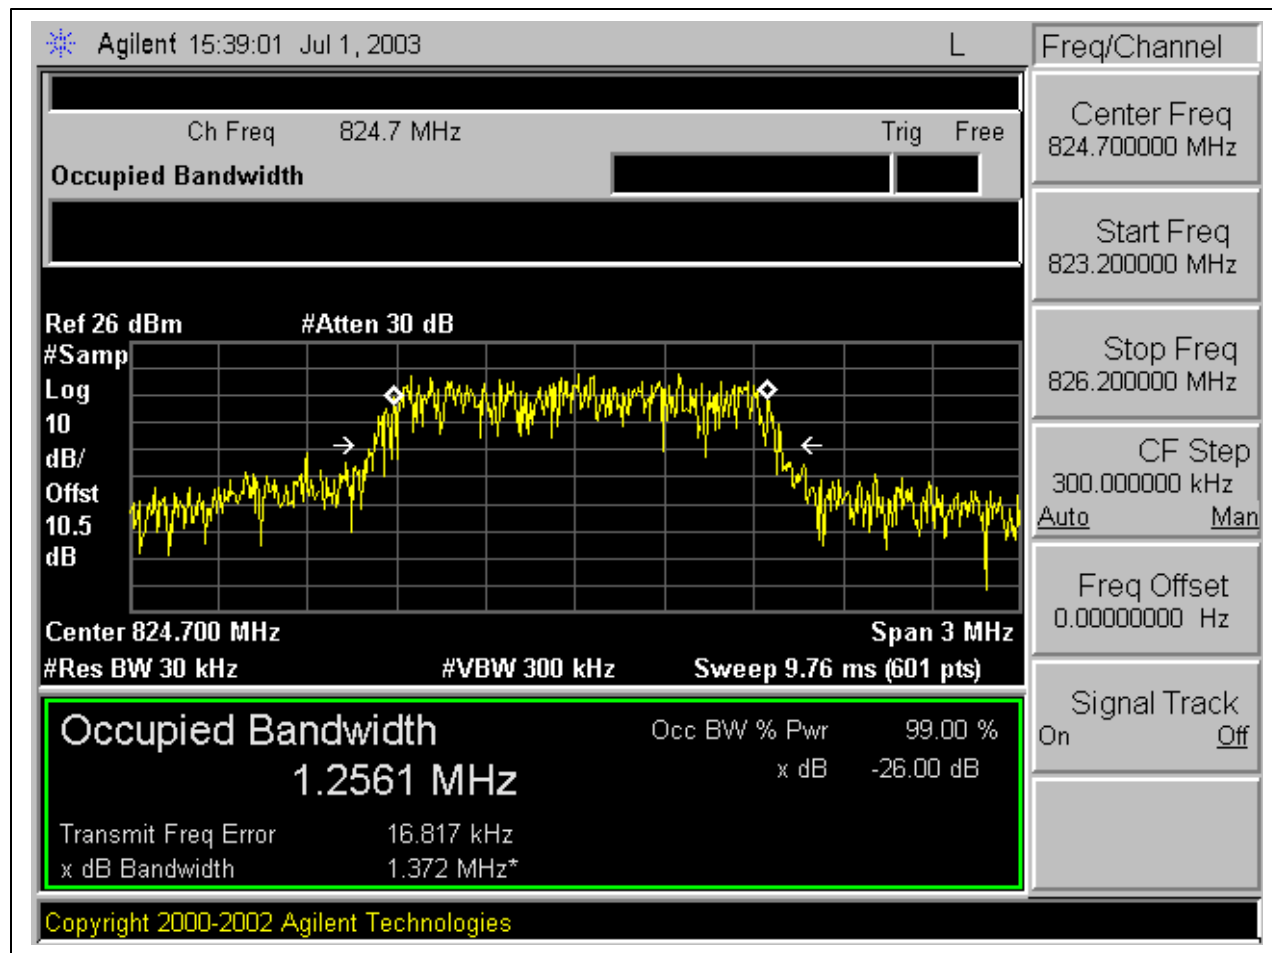 Agilent 15:39:01 Jul 1, 2003 L
Freq/Channel
Ch Freq 824.7 MHz Trig Free
Occupied Bandwidth
Center Freq
824.700000 MHz
Start Freq
823.200000 MHz
Stop Freq
826.200000 MHz
CF Step
300.000000 kHz
Auto Man
Freq Offset
0.00000000 Hz
Signal Track
On Off
Ref 26 dBm #Atten 30 dB
#Samp
Log
10
dB/
Offst
10.5
dB
Center 824.700 MHz Span 3 MHz
#Res BW 30 kHz #VBW 300 kHz Sweep 9.76 ms (601 pts)
Occupied Bandwidth
1.2561 MHz
Occ BW % Pwr 99.00 %
x dB -26.00 dB
Transmit Freq Error 16.817 kHz
x dB Bandwidth 1.372 MHz*
Copyright 2000-2002 Agilent Technologies